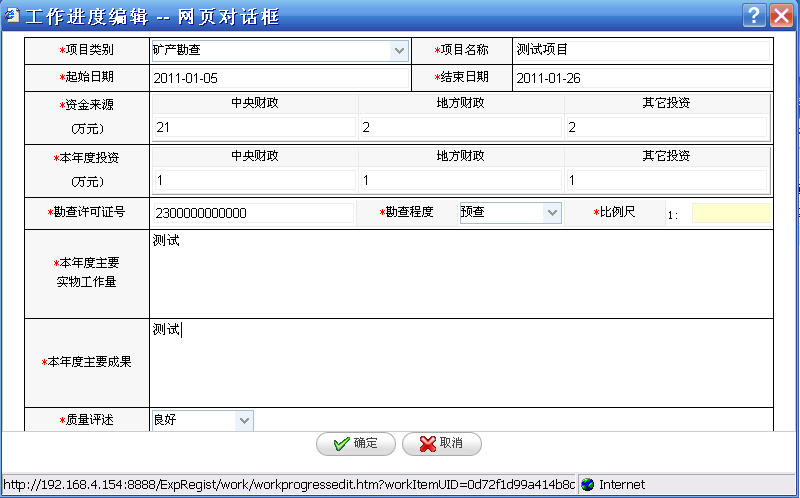 工作进度编辑 -- 网页对话框
*项目类别 矿产勘查 *项目名称 测试项目
*起始日期 2011-01-05 *结束日期 2011-01-26
*资金来源 (万元) 中央财政 地方财政 其它投资
21 2 2
*本年度投资 (万元) 中央财政 地方财政 其它投资
1 1 1
*勘查许可证号 2300000000000 *勘查程度 预查 *比例尺 1:
*本年度主要 测试
实物工作量
*本年度主要成果 测试
*质量评述 良好
确定 取消
http://192.168.4.154:8888/ExpRegist/work/workprogressedit.htm?workItemUID=0d72f1d99a414b8c Internet